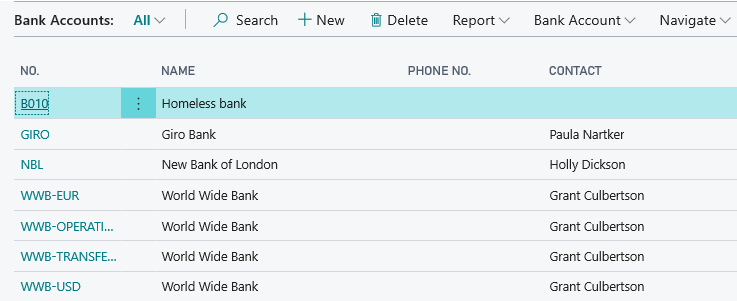 Bank Accounts: All Search + New Delete Report Bank Account Navigate
NO. NAME PHONE NO. CONTACT
B010 Homeless bank
GIRO Giro Bank Paula Nartker
NBL New Bank of London Holly Dickson
WWB-EUR World Wide Bank Grant Culbertson
WWB-OPERATI... World Wide Bank Grant Culbertson
WWB-TRANSFE... World Wide Bank Grant Culbertson
WWB-USD World Wide Bank Grant Culbertson